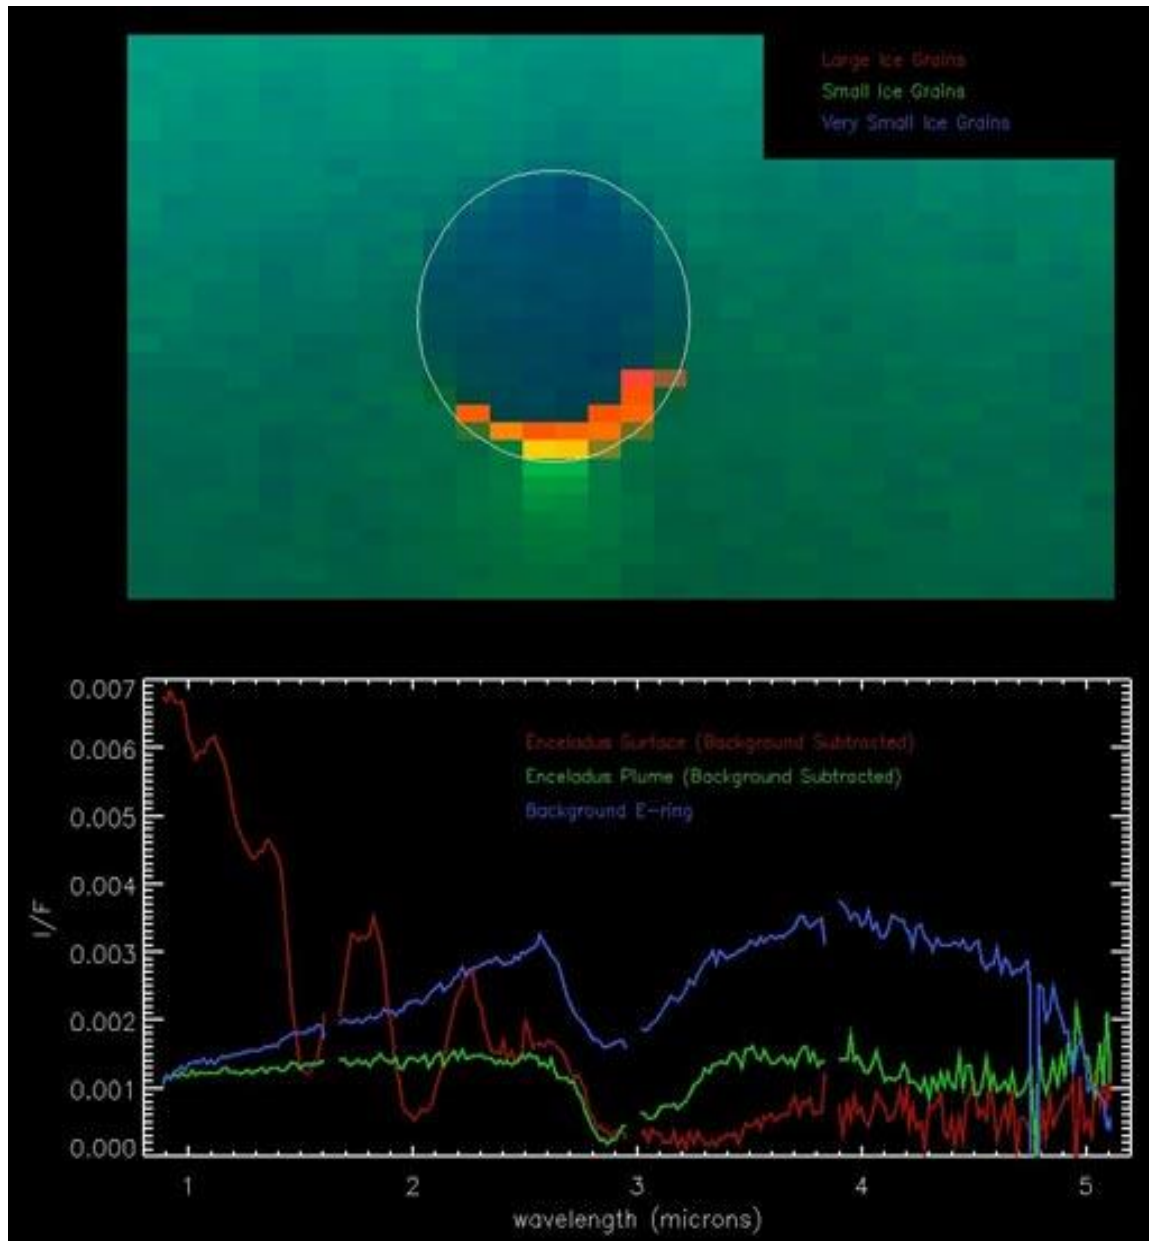 Large Ice Grains
Small Ice Grains
Very Small Ice Grains
0.007
0.006
0.005
0.004
0.003
0.002
0.001
0.000
I/F
Enceladus Surface (Background Subtracted)
Enceladus Plume (Background Subtracted)
Background E-ring
1 2 3 4 5
wavelength (microns)